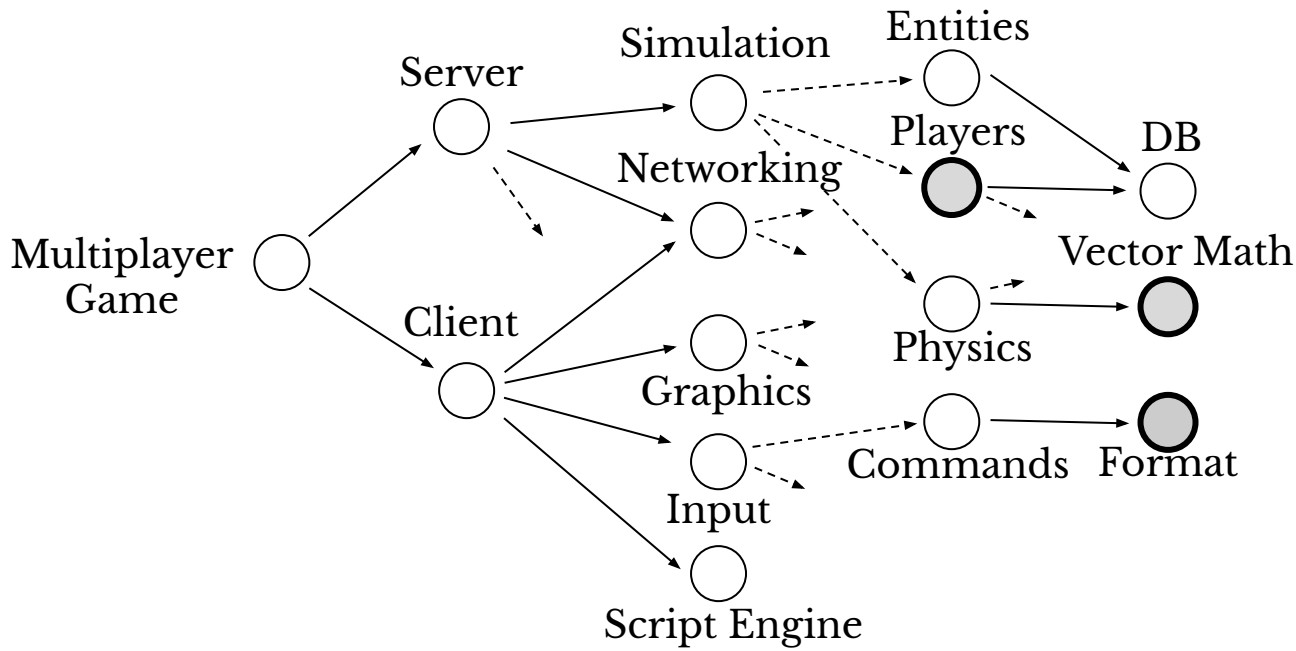 Entities
Simulation
Server
Players
DB
Networking
Multiplayer
Game
Vector Math
Client
Physics
Graphics
Commands
Format
Input
Script Engine